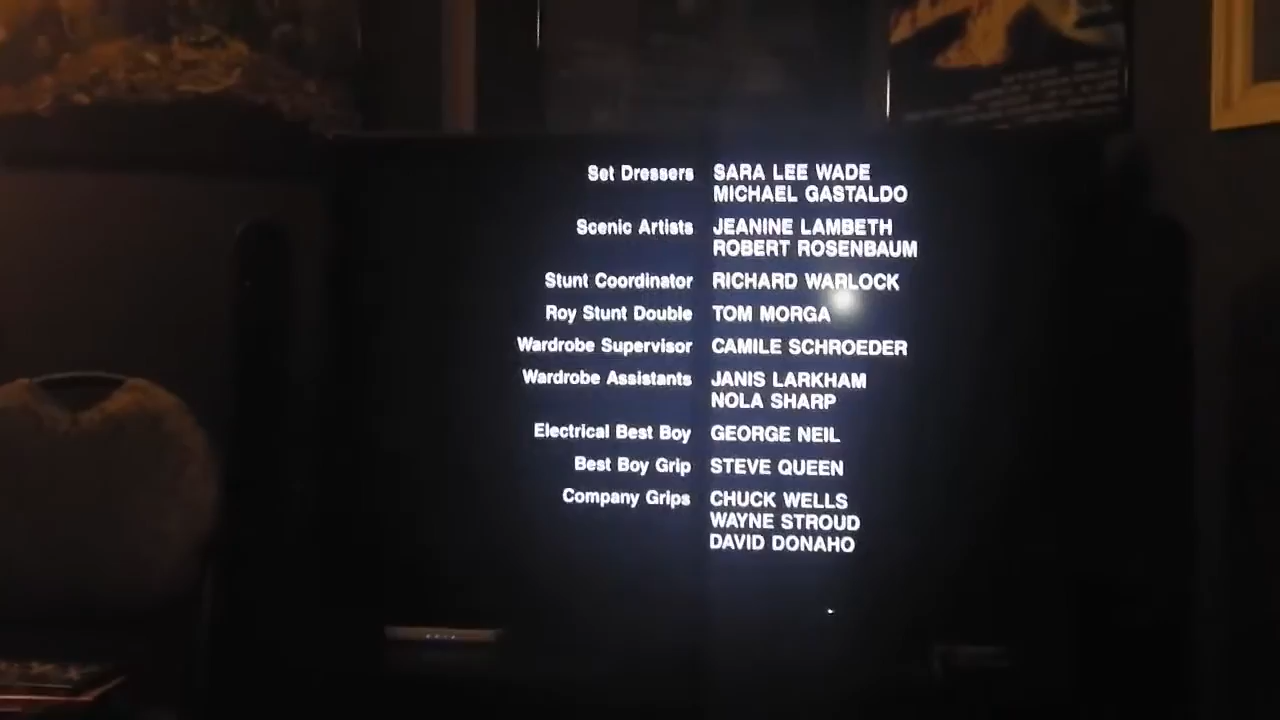 Set Dressers SARA LEE WADE
MICHAEL GASTALDO
Scenic Artists JEANINE LAMBETH
ROBERT ROSENBAUM
Stunt Coordinator RICHARD WARLOCK
Roy Stunt Double TOM MORGA
Wardrobe Supervisor CAMILE SCHROEDER
Wardrobe Assistants JANIS LARKHAM
NOLA SHARP
Electrical Best Boy GEORGE NEIL
Best Boy Grip STEVE QUEEN
Company Grips CHUCK WELLS
WAYNE STROUD
DAVID DONAHO